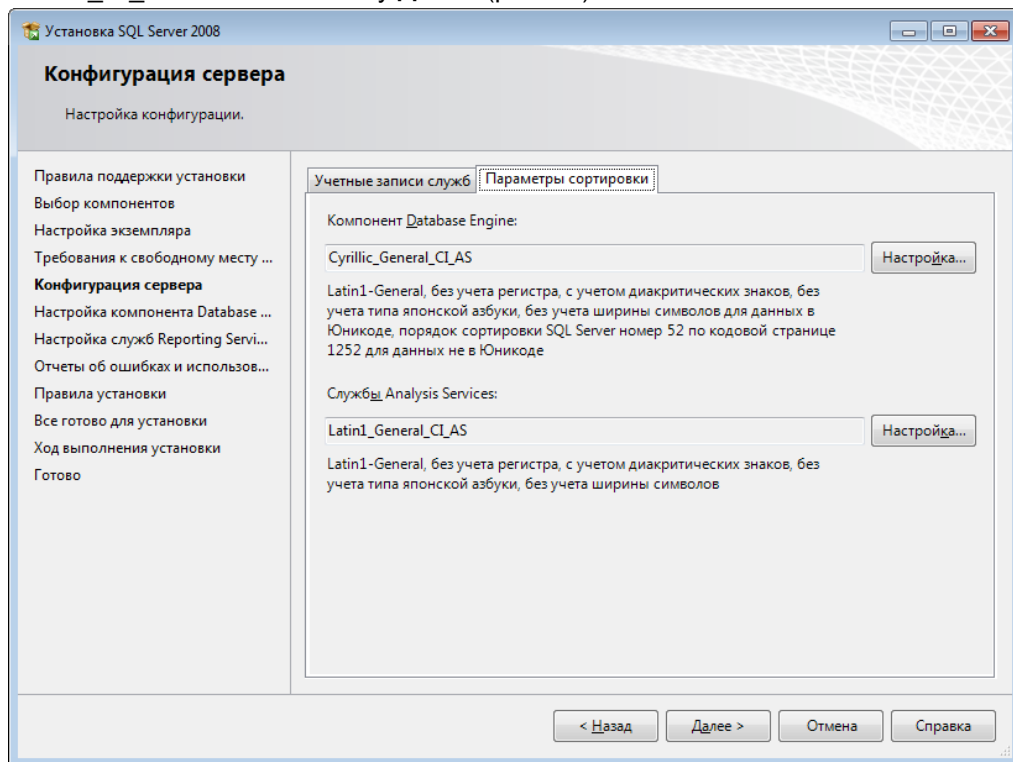 Установка SQL Server 2008
Конфигурация сервера
Настройка конфигурации.
Правила поддержки установки
Выбор компонентов
Настройка экземпляра
Требования к свободному месту ...
Конфигурация сервера
Настройка компонента Database ...
Настройка служб Reporting Servi...
Отчеты об ошибках и использов...
Правила установки
Все готово для установки
Ход выполнения установки
Готово
Учетные записи служб Параметры сортировки
Компонент Database Engine:
Cyrillic_General_CI_AS Настройка...
Latin1-General, без учета регистра, с учетом диакритических знаков, без
учета типа японской азбуки, без учета ширины символов для данных в
Юникоде, порядок сортировки SQL Server номер 52 по кодовой странице
1252 для данных не в Юникоде
Службы Analysis Services:
Latin1_General_CI_AS Настройка...
Latin1-General, без учета регистра, с учетом диакритических знаков, без
учета типа японской азбуки, без учета ширины символов
< Назад Далее > Отмена Справка